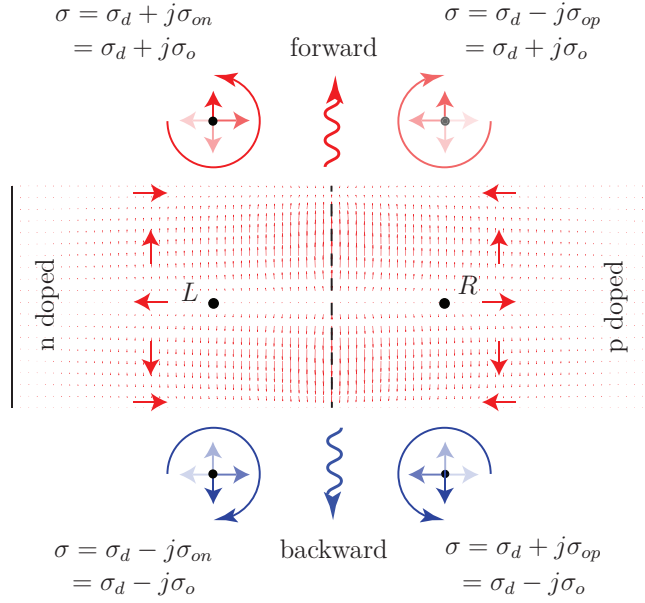 σ = σ_d + jσ_on
= σ_d + jσ_o
forward
σ = σ_d − jσ_op
= σ_d + jσ_o
n doped
L
R
p doped
σ = σ_d − jσ_on
= σ_d − jσ_o
backward
σ = σ_d + jσ_op
= σ_d − jσ_o